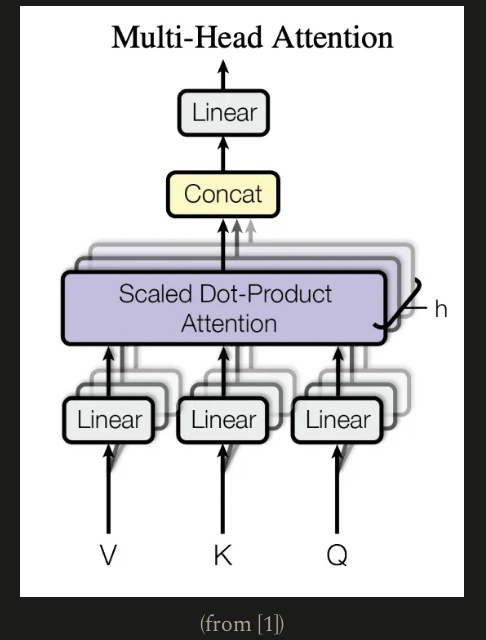 Multi-Head Attention
Linear
Concat
Scaled Dot-Product
Attention
h
Linear
Linear
Linear
V
K
Q
(from [1])